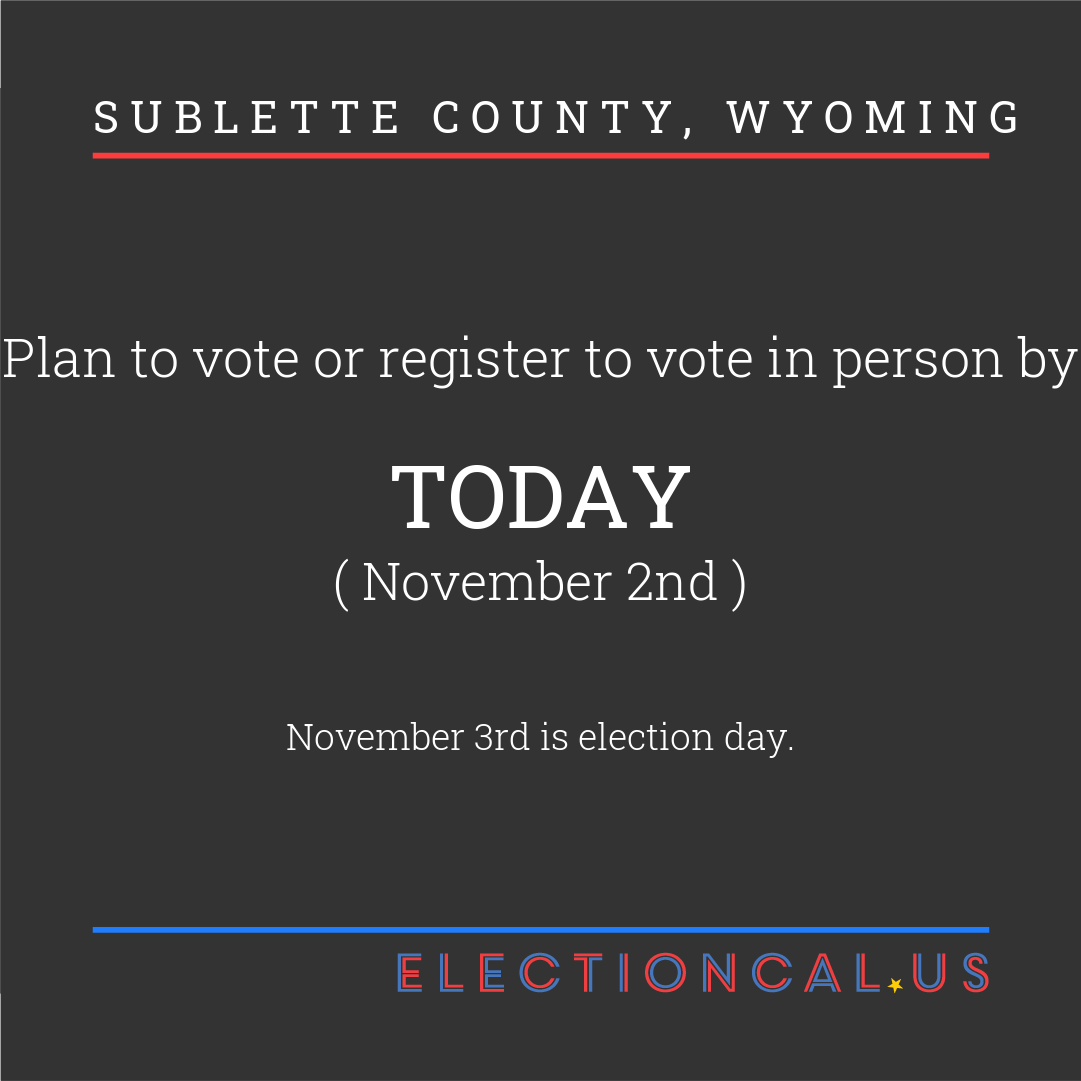 SUBLETTE COUNTY, WYOMING
Plan to vote or register to vote in person by
TODAY
( November 2nd )
November 3rd is election day.
ELECTIONCAL.US